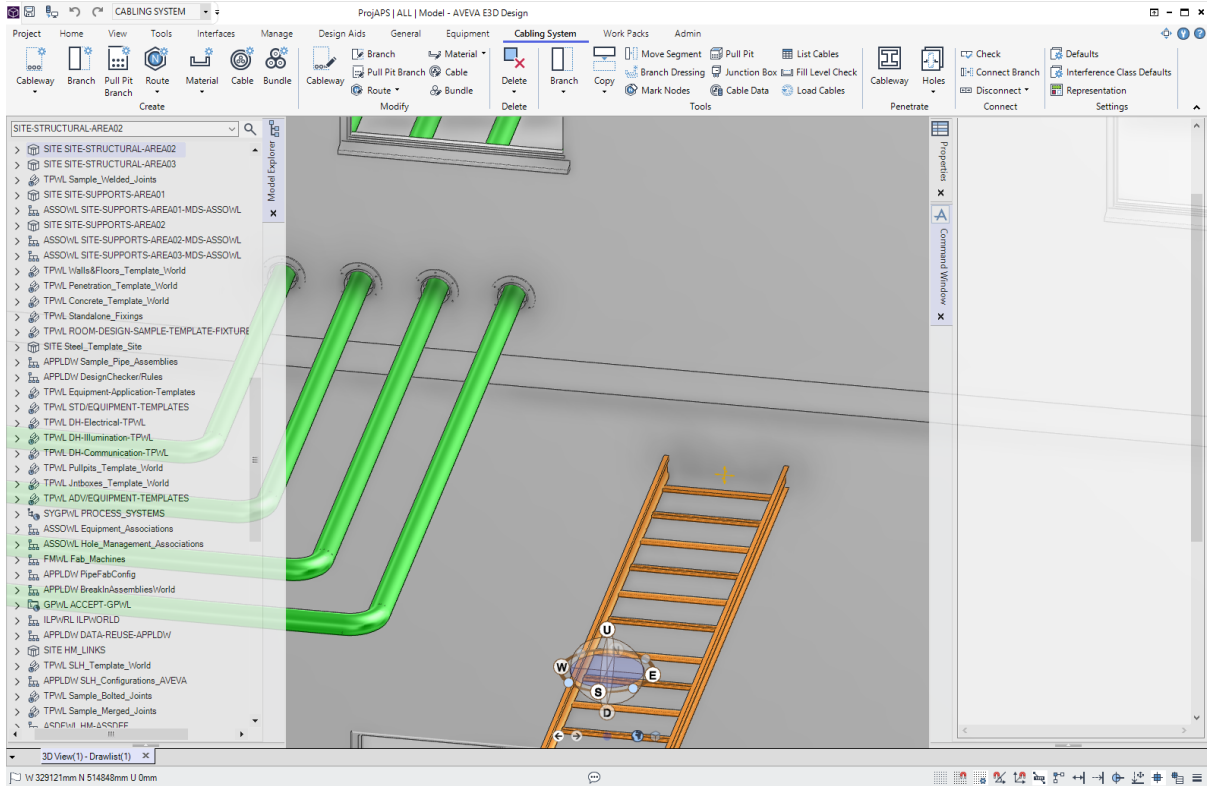 CABLING SYSTEM
ProjAPS | ALL | Model - AVEVA E3D Design
Project Home View Tools Interfaces Manage Design Aids General Equipment Cabling System Work Packs Admin
Cableway Branch Pull Pit Branch Route Material Cable Bundle
Create
Cableway
Branch Material
Pull Pit Branch Cable
Route Bundle
Modify
Delete
Delete
Branch Copy
Move Segment Pull Pit List Cables
Branch Dressing Junction Box Fill Level Check
Mark Nodes Cable Data Load Cables
Tools
Cableway Holes
Penetrate
Check
Connect Branch
Disconnect
Connect
Defaults
Interference Class Defaults
Representation
Settings
SITE-STRUCTURAL-AREA02
SITE SITE-STRUCTURAL-AREA02
SITE SITE-STRUCTURAL-AREA03
TPWL Sample_Welded_Joints
SITE SITE-SUPPORTS-AREA01
ASSOWL SITE-SUPPORTS-AREA01-MDS-ASSOWL
SITE SITE-SUPPORTS-AREA02
ASSOWL SITE-SUPPORTS-AREA02-MDS-ASSOWL
ASSOWL SITE-SUPPORTS-AREA03-MDS-ASSOWL
TPWL Walls&Floors_Template_World
TPWL Penetration_Template_World
TPWL Concrete_Template_World
TPWL Standalone_Fixings
TPWL ROOM-DESIGN-SAMPLE-TEMPLATE-FIXTURE
SITE Steel_Template_Site
APPLDW Sample_Pipe_Assemblies
APPLDW DesignChecker/Rules
TPWL Equipment-Application-Templates
TPWL STD/EQUIPMENT-TEMPLATES
TPWL DH-Electrical-TPWL
TPWL DH-Illumination-TPWL
TPWL DH-Communication-TPWL
TPWL Pullpits_Template_World
TPWL Jntboxes_Template_World
TPWL ADV/EQUIPMENT-TEMPLATES
SYGPWL PROCESS_SYSTEMS
ASSOWL Equipment_Associations
ASSOWL Hole_Management_Associations
FMWL Fab_Machines
APPLDW PipeFabConfig
APPLDW BreakInAssembliesWorld
GPWL ACCEPT-GPWL
ILPWRL ILPWORLD
APPLDW DATA-REUSE-APPLDW
SITE HM_LINKS
TPWL SLH_Template_World
APPLDW SLH_Configurations_AVEVA
TPWL Sample_Bolted_Joints
TPWL Sample_Merged_Joints
ASDEWL HM-ASSDEF
Model Explorer
U
W
E
S
D
Properties
Command Window
3D View(1) - Drawlist(1)
W 329121mm N 514848mm U 0mm